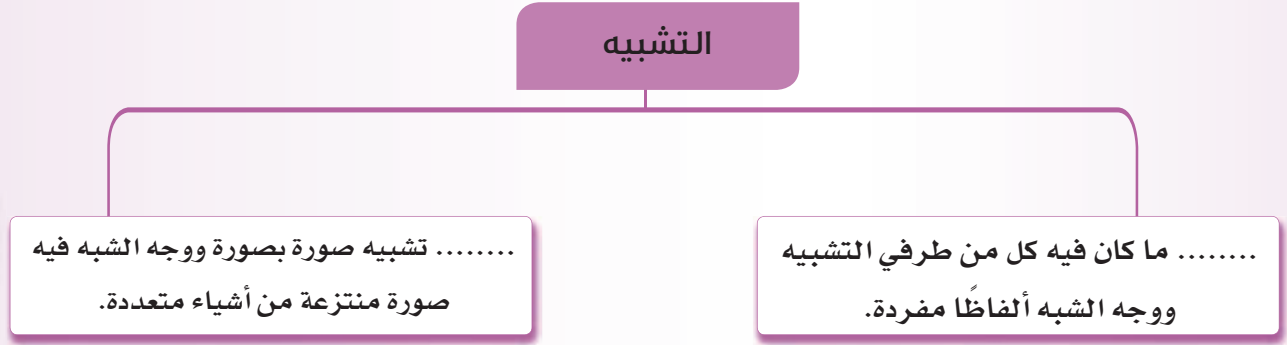 التشبيه
........ ما كان فيه كل من طرفي التشبيه
ووجه الشبه ألفاظًا مفردة.
........ تشبيه صورة بصورة ووجه الشبه فيه
صورة منتزعة من أشياء متعددة.